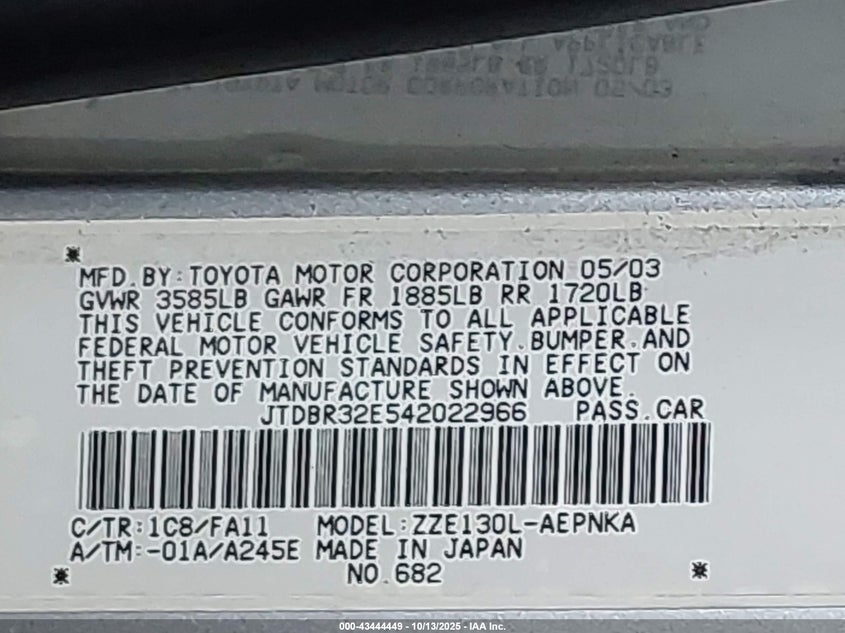 MFD.BY:TOYOTA MOTOR CORPORATION 05/03
GVWR 3585LB GAWR FR 1885LB RR 1720LB
THIS VEHICLE CONFORMS TO ALL APPLICABLE
FEDERAL MOTOR VEHICLE SAFETY.BUMPER.AND
THEFT PREVENTION STANDARDS IN EFFECT ON
THE DATE OF MANUFACTURE SHOWN ABOVE.
JTDBR32E542022966 PASS.CAR
C/TR:1C8/FA11 MODEL:ZZE130L-AEPNKA
A/TM:-01A/A245E MADE IN JAPAN
NO.682
000-43444449 - 10/13/2025 - IAA Inc.